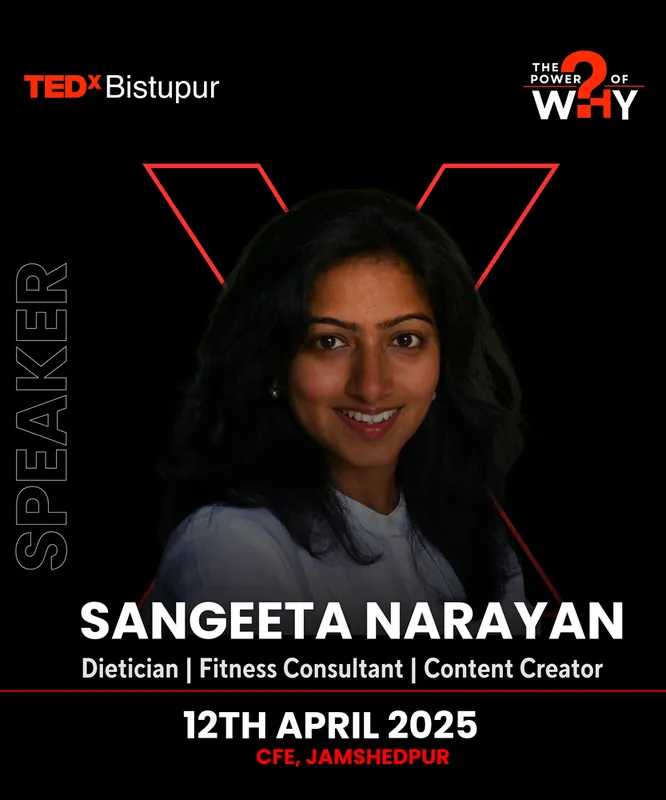 TEDx Bistupur
THE
POWER OF
WHY
SPEAKER
SANGEETA NARAYAN
Dietician | Fitness Consultant | Content Creator
12TH APRIL 2025
CFE, JAMSHEDPUR